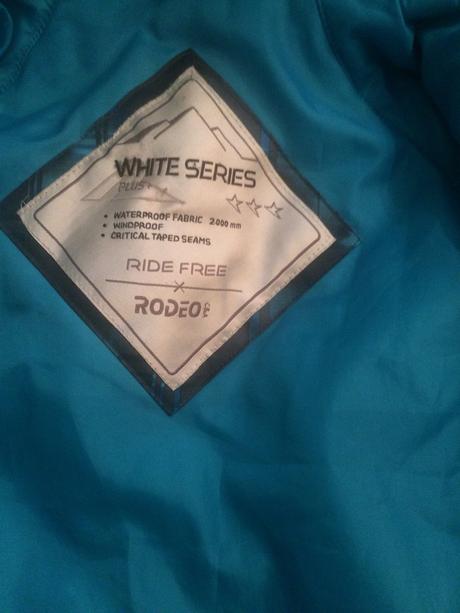 WHITE SERIES
PLUS+
• WATERPROOF FABRIC 2000 mm
• WINDPROOF
• CRITICAL TAPED SEAMS
RIDE FREE
RODEO